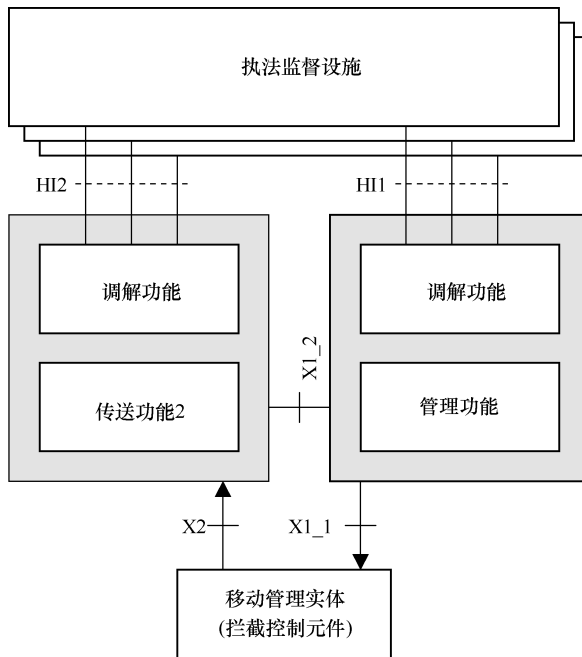 执法监督设施
HI2
HI1
调解功能
调解功能
X1_2
传送功能2
管理功能
X2
X1_1
移动管理实体
(拦截控制元件)